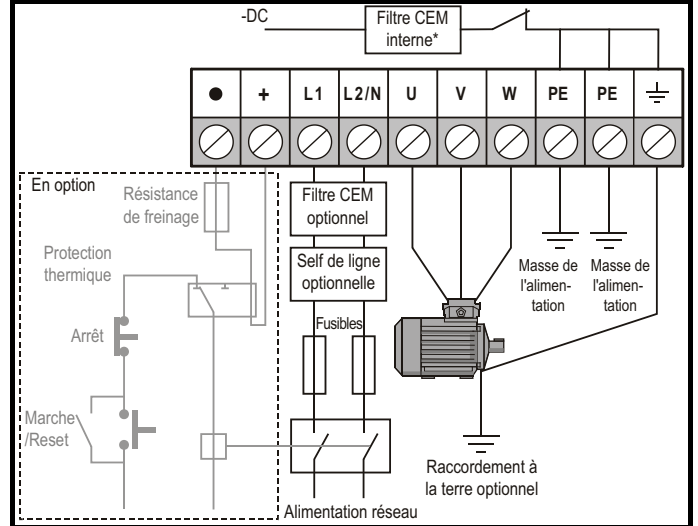 -DC
Filtre CEM
interne*
● + L1 L2/N U V W PE PE
En option
Résistance
de freinage
Filtre CEM
optionnel
Protection
thermique
Self de ligne
optionnelle
Masse de
l'alimen-
tation
Masse de
l'alimen-
tation
Arrêt
Fusibles
Marche
/Reset
Raccordement à
la terre optionnel
Alimentation réseau